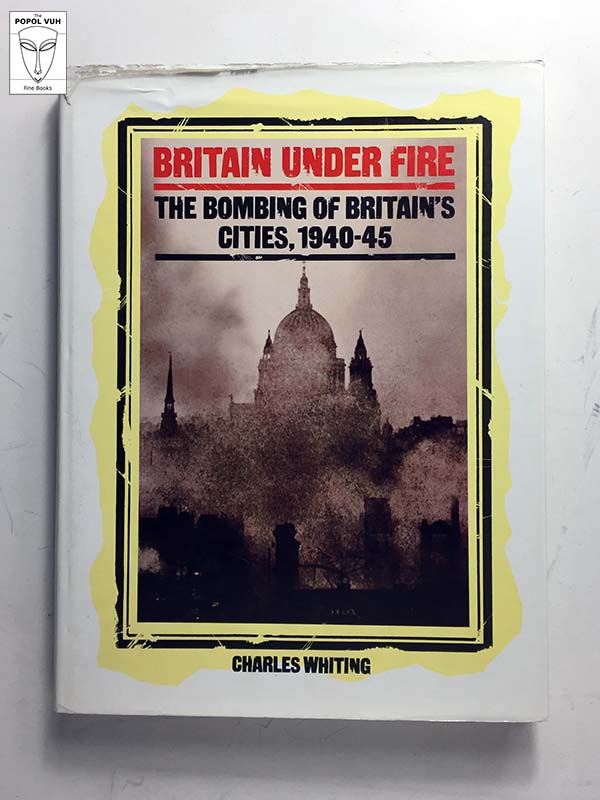 The
POPOL VUH
Fine Books
BRITAIN UNDER FIRE
THE BOMBING OF BRITAIN'S
CITIES, 1940-45
CHARLES WHITING